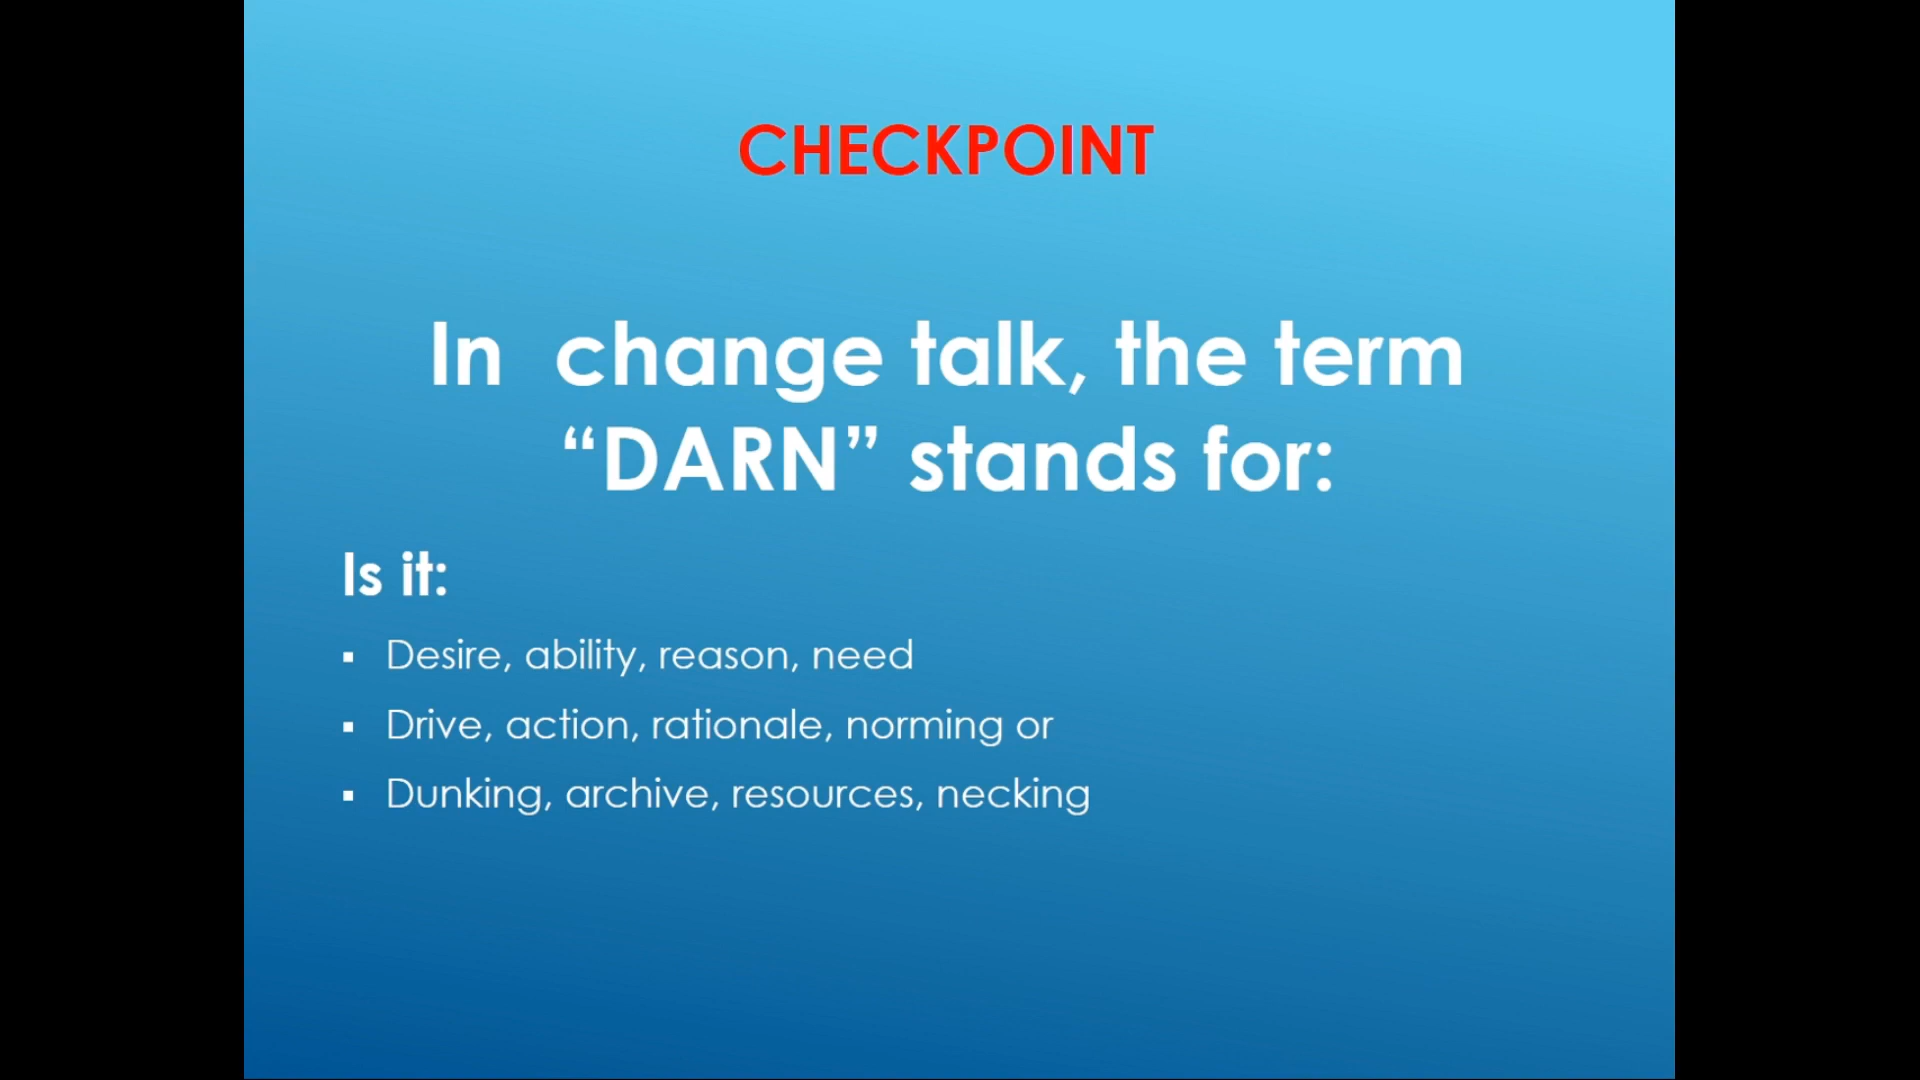 CHECKPOINT
In change talk, the term
“DARN” stands for:
Is it:
▪ Desire, ability, reason, need
▪ Drive, action, rationale, norming or
▪ Dunking, archive, resources, necking